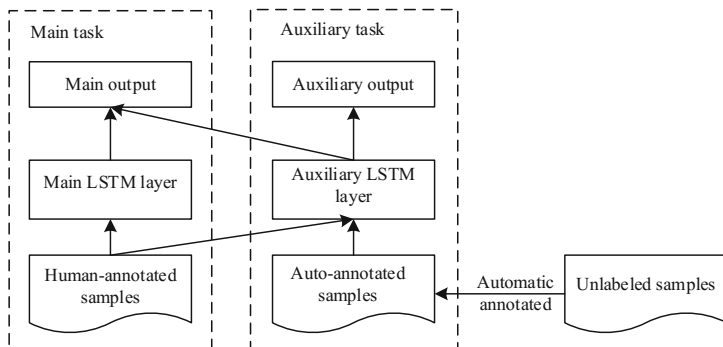 Main task
Auxiliary task
Main output
Auxiliary output
Main LSTM layer
Auxiliary LSTM
layer
Human-annotated
samples
Auto-annotated
samples
Automatic
annotated
Unlabeled samples